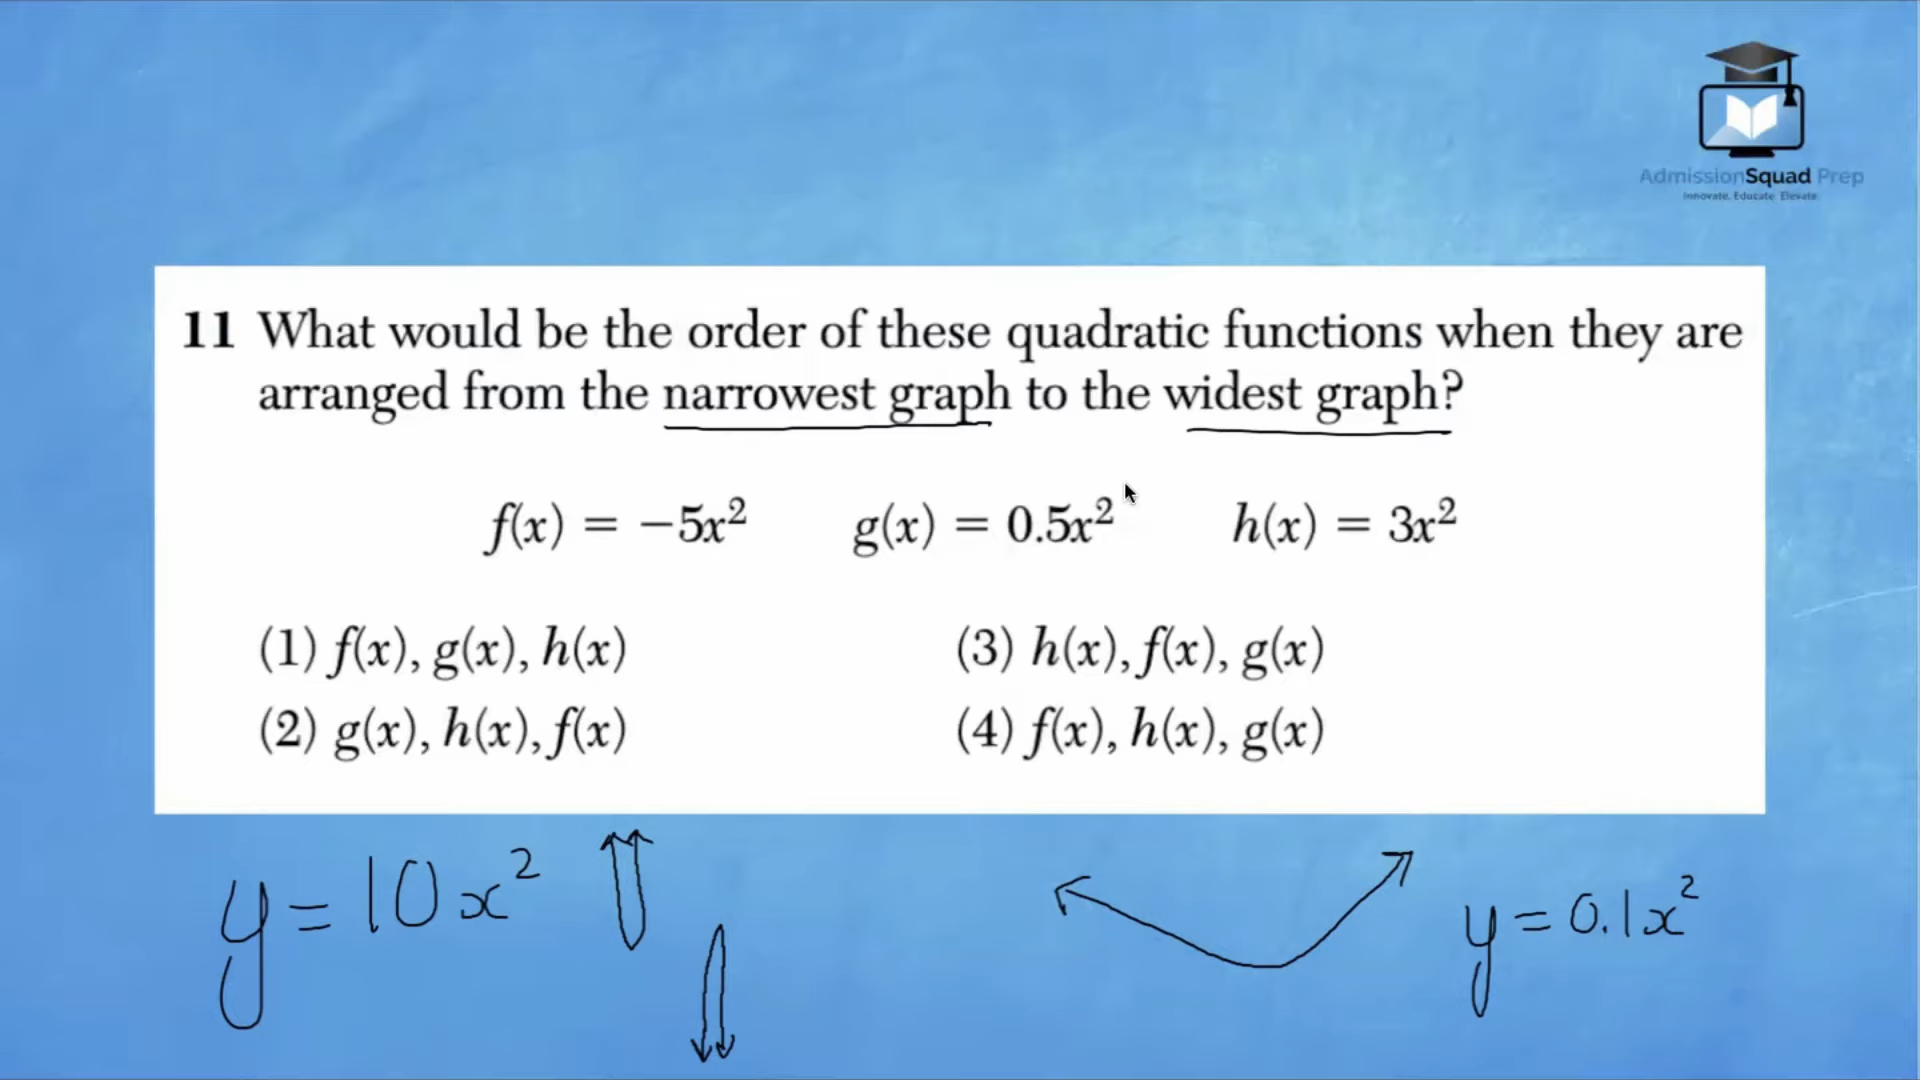 AdmissionSquad Prep
Innovate, Educate, Elevate
11 What would be the order of these quadratic functions when they are
arranged from the narrowest graph to the widest graph?
f(x) = −5x² g(x) = 0.5x² h(x) = 3x²
(1) f(x), g(x), h(x)
(2) g(x), h(x), f(x)
(3) h(x), f(x), g(x)
(4) f(x), h(x), g(x)
y = 10x²
y = 0.1x²